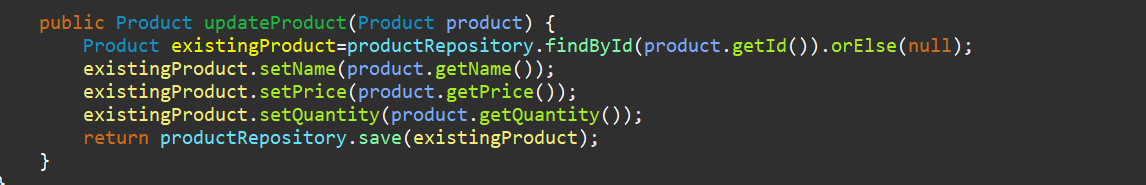 public Product updateProduct(Product product) {
Product existingProduct=productRepository.findById(product.getId()).orElse(null);
existingProduct.setName(product.getName());
existingProduct.setPrice(product.getPrice());
existingProduct.setQuantity(product.getQuantity());
return productRepository.save(existingProduct);
}
}